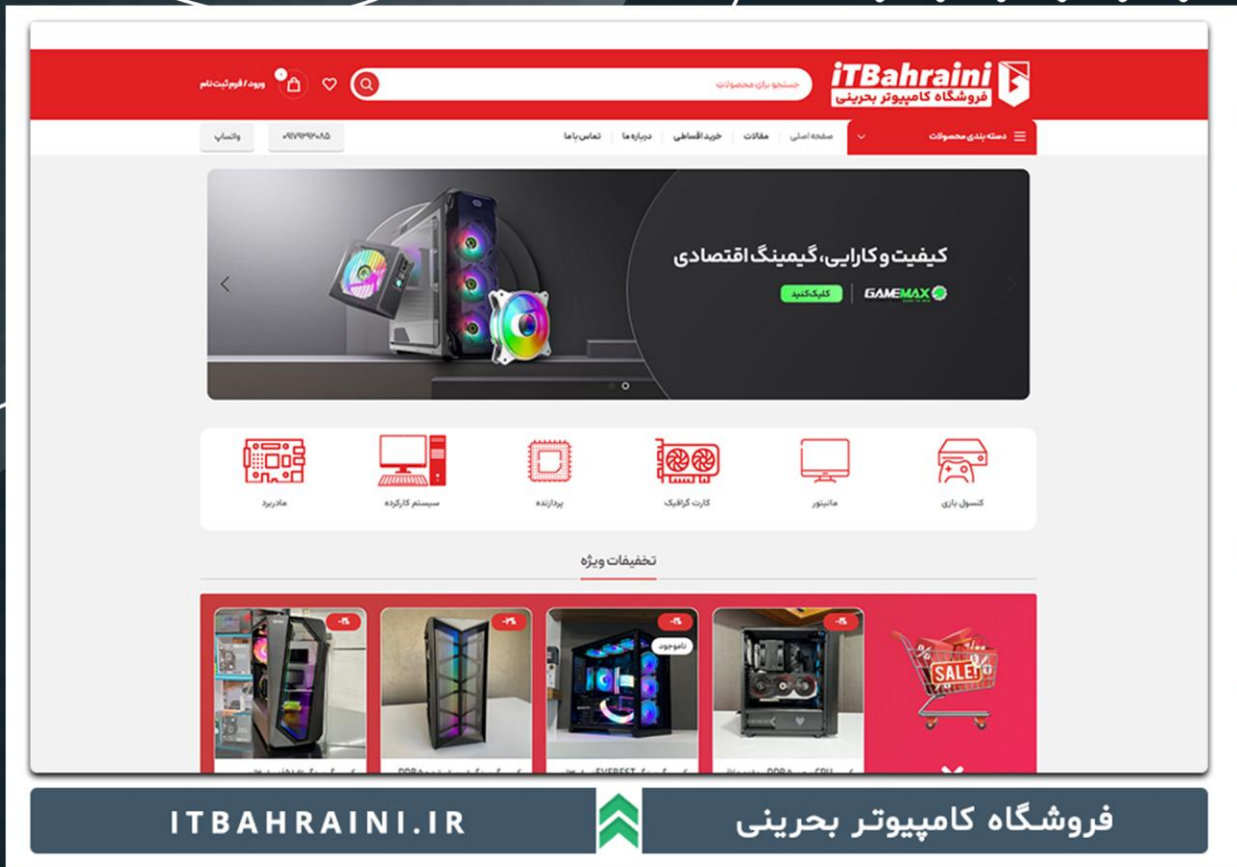 iTBahraini
فروشگاه کامپیوتر بحرینی
جستجو برای محصولات
ورود / فرم ثبت نام
دسته بندی محصولات
صفحه اصلی
مقالات
خرید اقساطی
درباره ما
تماس با ما
واتساپ
کیفیت و کارایی، گیمینگ اقتصادی
GAMEMAX
کلیک کنید
کنسول بازی
مانیتور
کارت گرافیک
پردازنده
سیستم کارکرده
مادربرد
تخفیفات ویژه
SALE
ناموجود
فروشگاه کامپیوتر بحرینی
ITBAHRAINI.IR